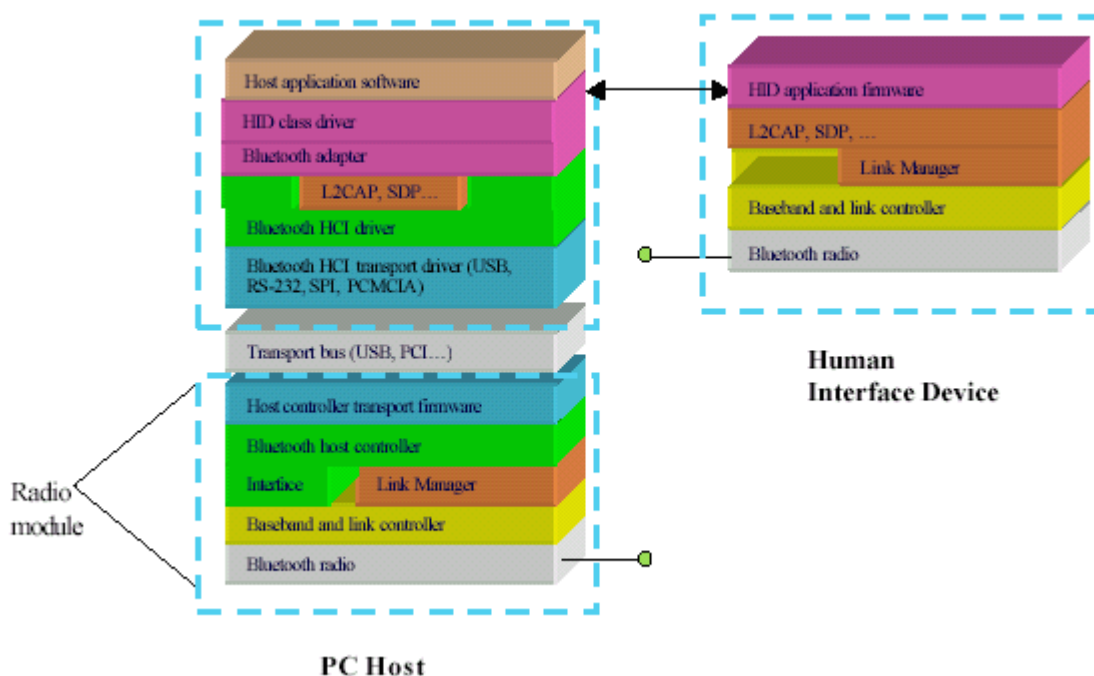 Host application software
HID class driver
Bluetooth adapter
L2CAP, SDP…
Bluetooth HCI driver
Bluetooth HCI transport driver (USB,
RS-232, SPI, PCMCIA)
Transport bus (USB, PCI…)
Host controller transport firmware
Bluetooth host controller
Interface
Link Manager
Baseband and link controller
Bluetooth radio
Radio
module
PC Host
HID application firmware
L2CAP, SDP, …
Link Manager
Baseband and link controller
Bluetooth radio
Human
Interface Device